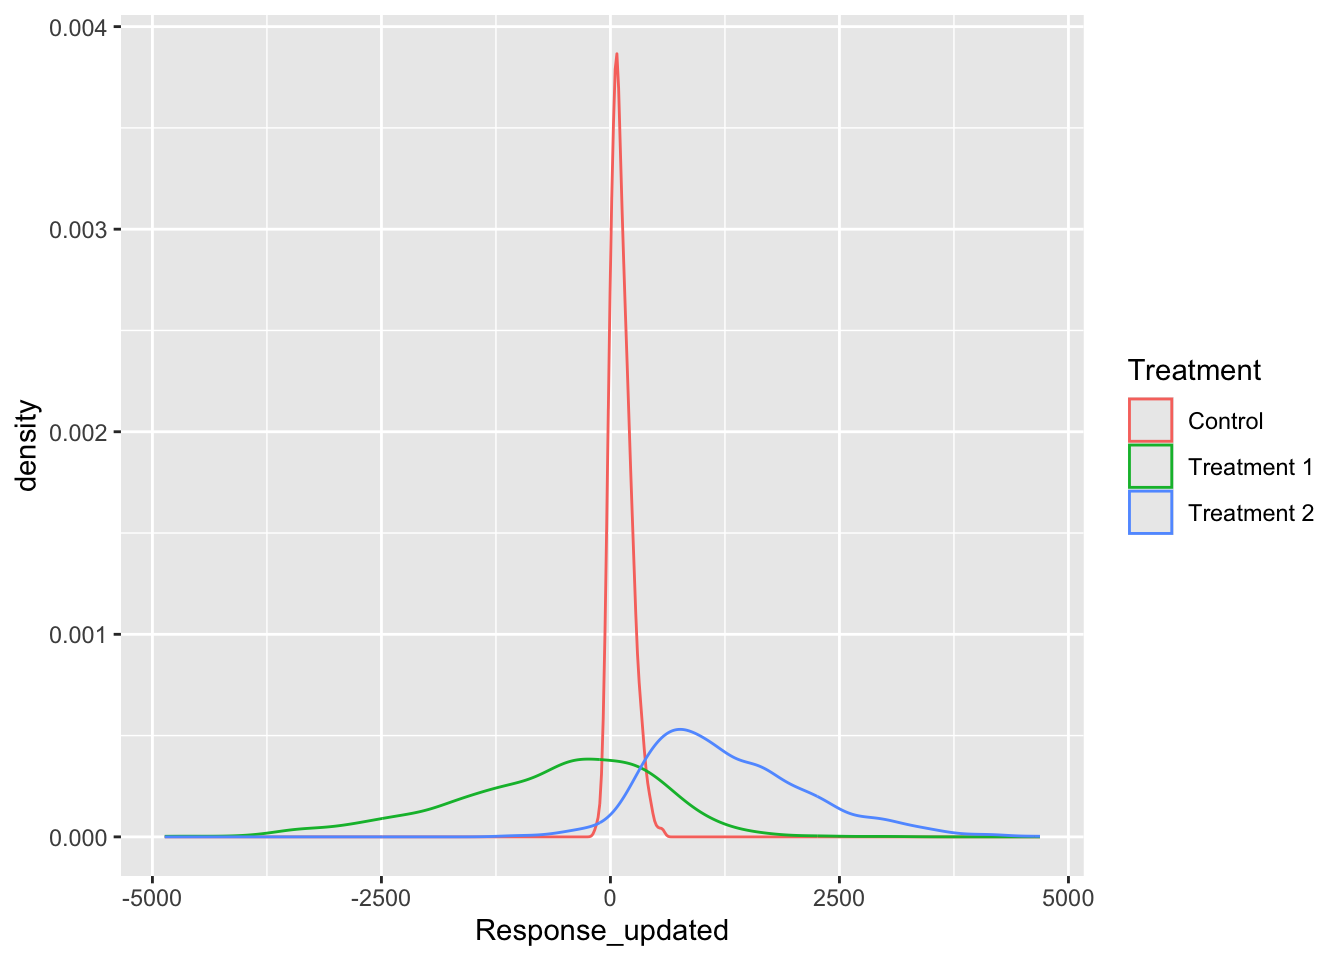 0.004
0.003
0.002
0.001
0.000
density
-5000
-2500
0
2500
5000
Response_updated
Treatment
Control
Treatment 1
Treatment 2